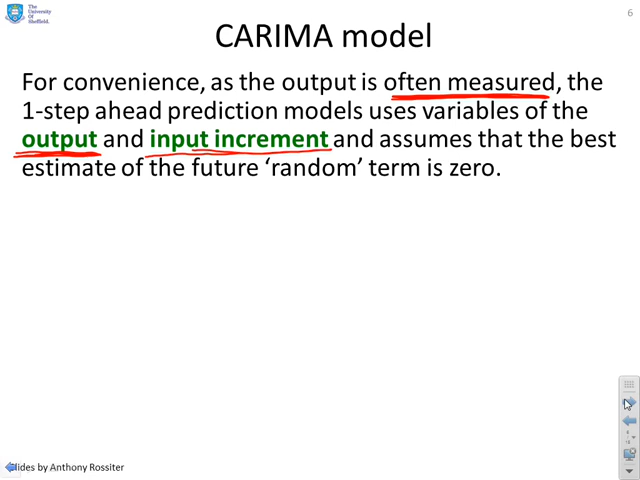 The
University
Of
Sheffield.
6
CARIMA model
For convenience, as the output is often measured, the
1-step ahead prediction models uses variables of the
output and input increment and assumes that the best
estimate of the future ‘random’ term is zero.
Slides by Anthony Rossiter